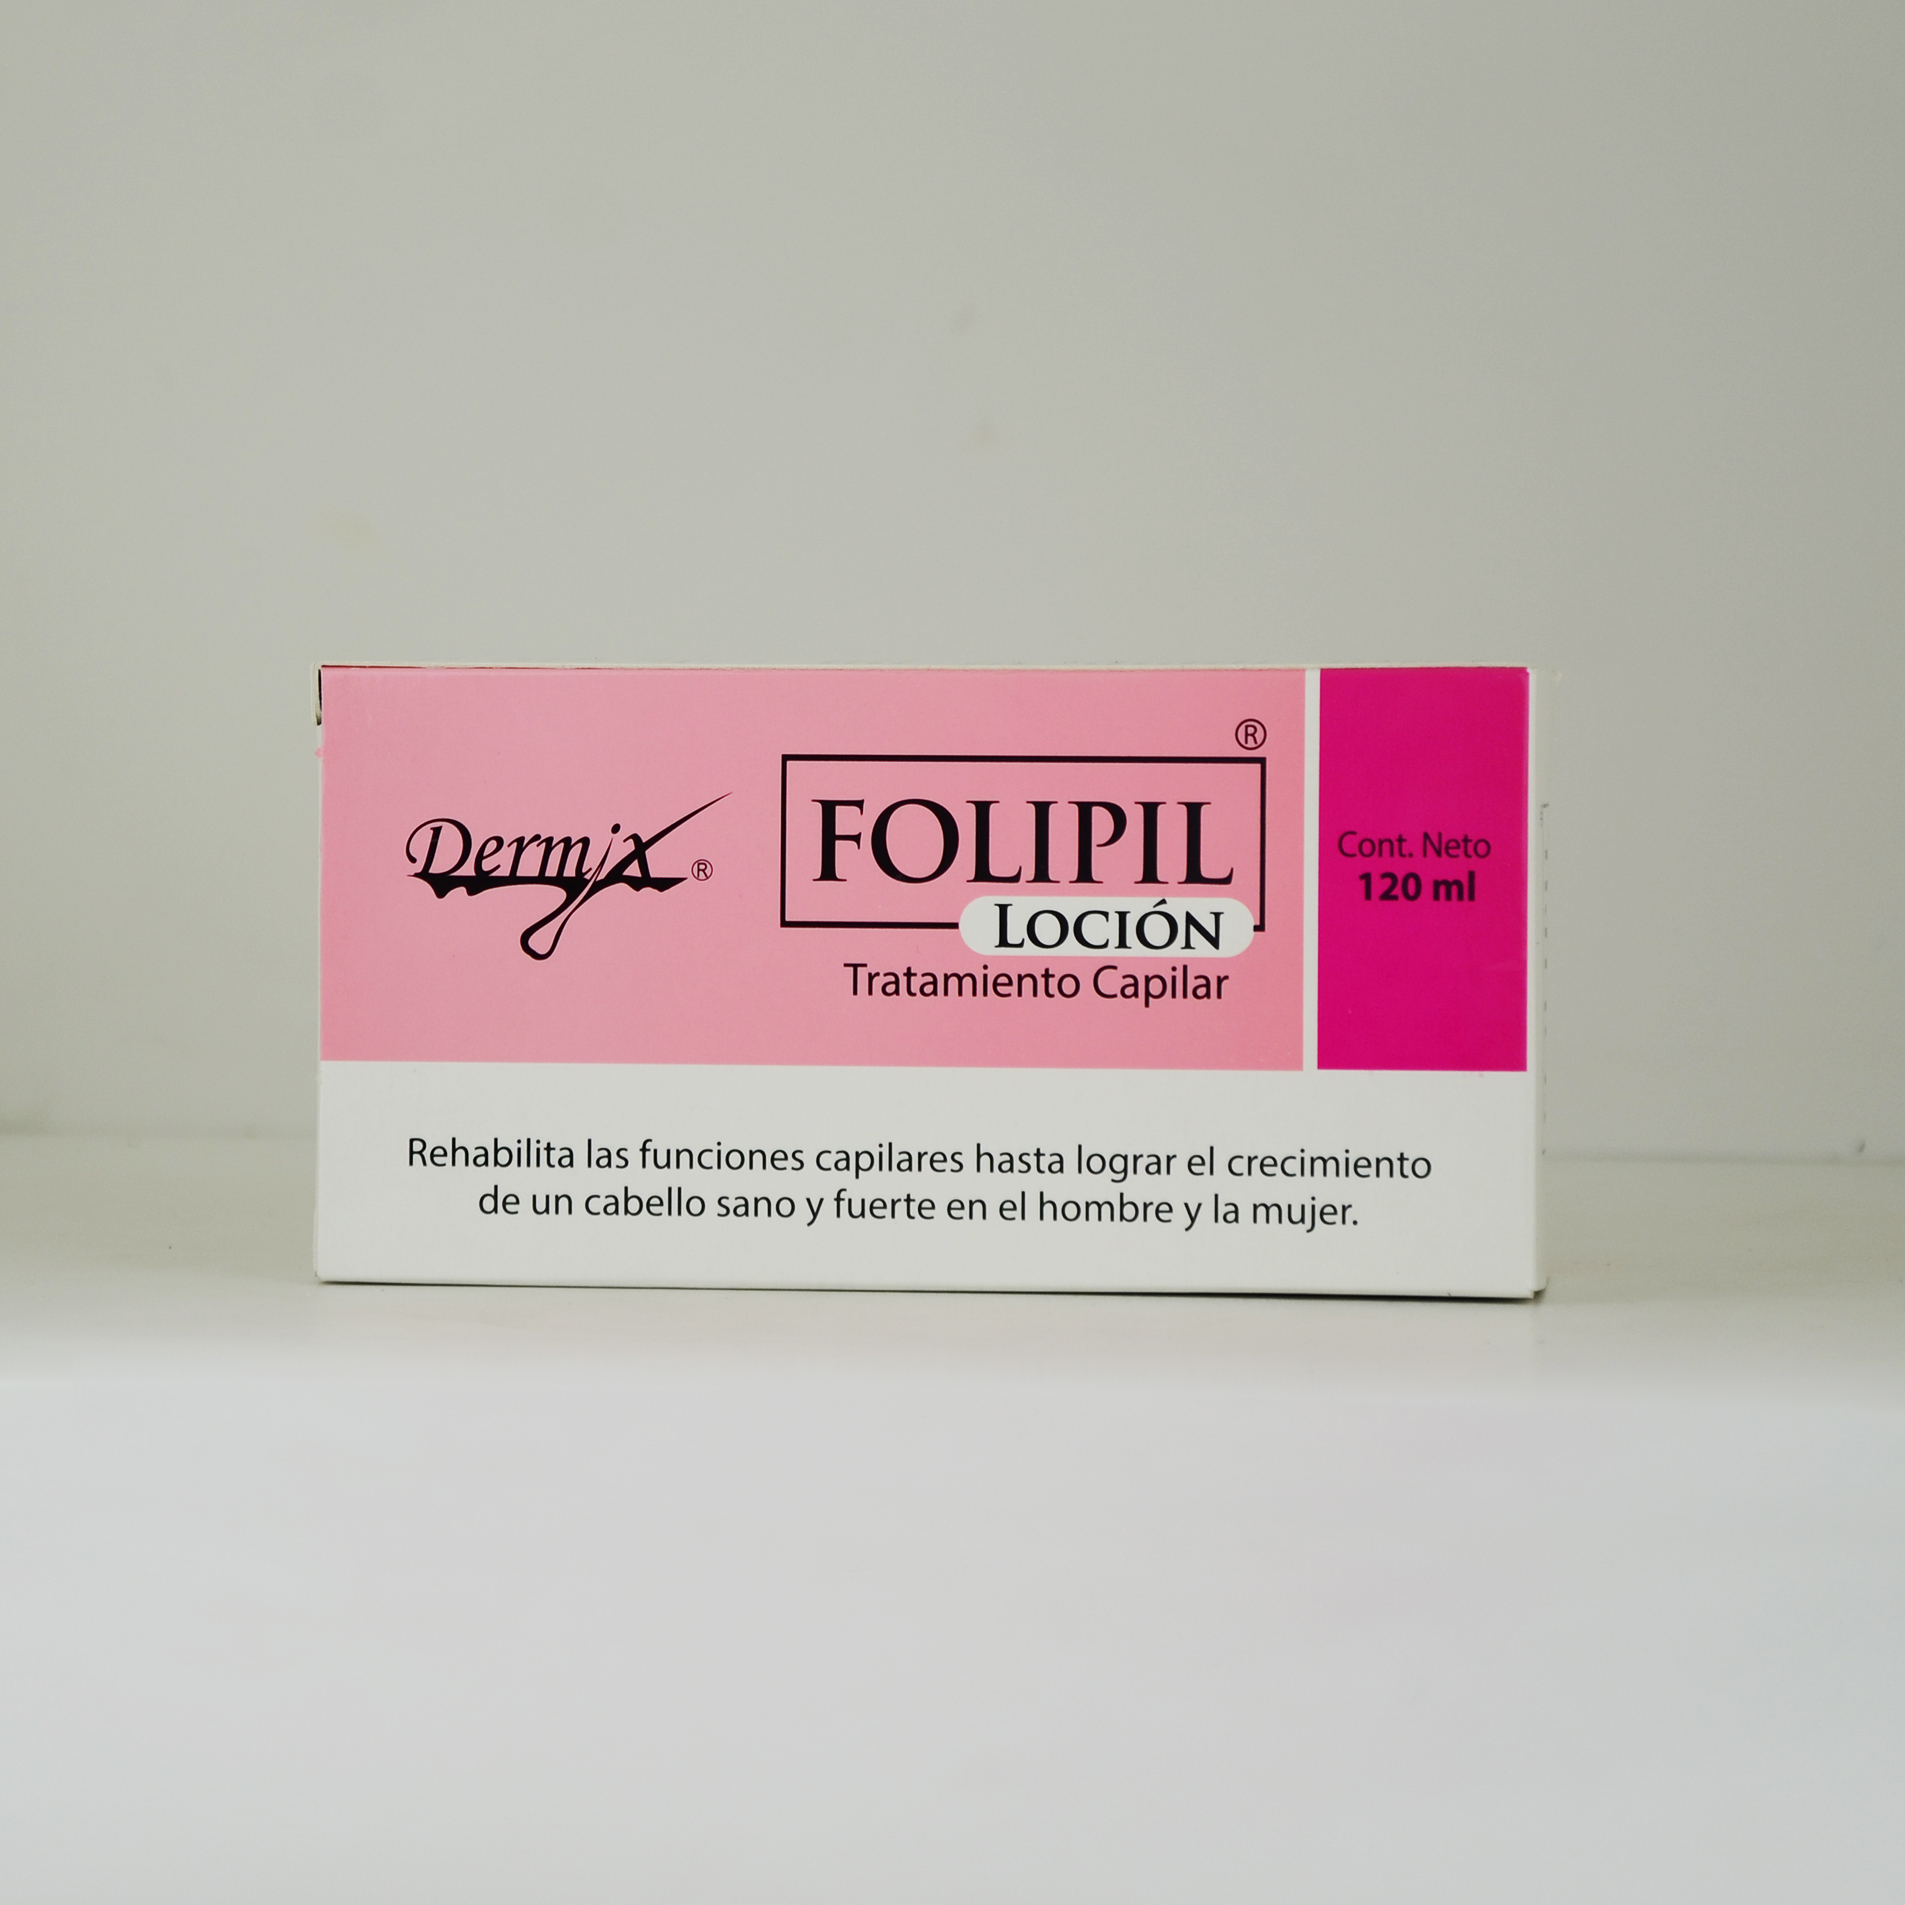 Dermix®
®
FOLIPIL
LOCIÓN
Tratamiento Capilar
Cont. Neto
120 ml
Rehabilita las funciones capilares hasta lograr el crecimiento
de un cabello sano y fuerte en el hombre y la mujer.